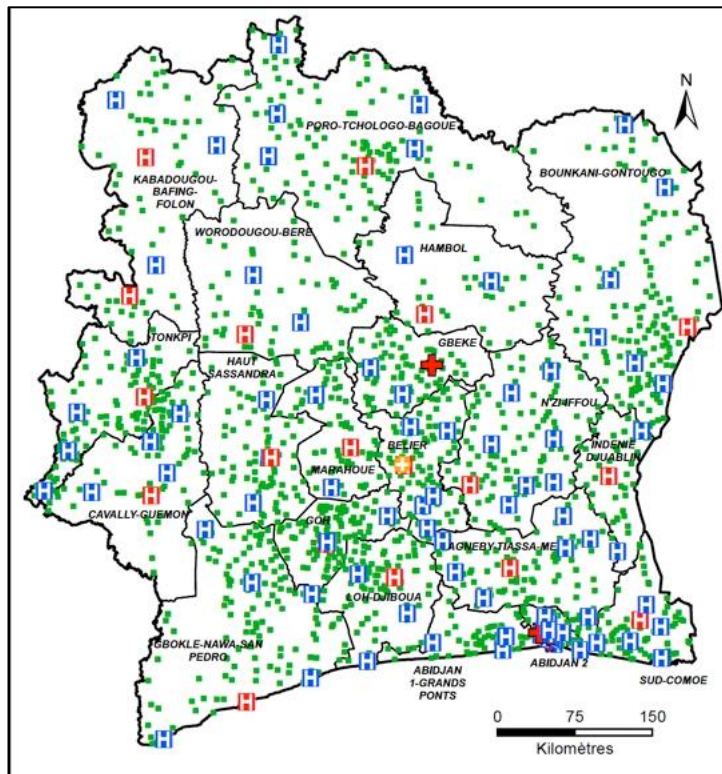 N
PORO-TCHOLOGO-BAGOUE
BOUNKANI-GONTOUGO
KABADOUGOU-
BAFING-
FOLON
WORODOUGOU-BERE
HAMBOL
TONKPI
GBEKE
HAUT
SASSANDRA
N'ZI-IFFOU
BELIER
INDENIE
DJUABLIN
MARAHOUE
CAVALLY-GUEMON
GOH
AGNEBY-TIASSA-ME
LOH-DJIBOUA
GBOKLE-NAWA-SAN
PEDRO
ABIDJAN
1-GRANDS
PONTS
ABIDJAN 2
SUD-COMOE
0 75 150
Kilomètres